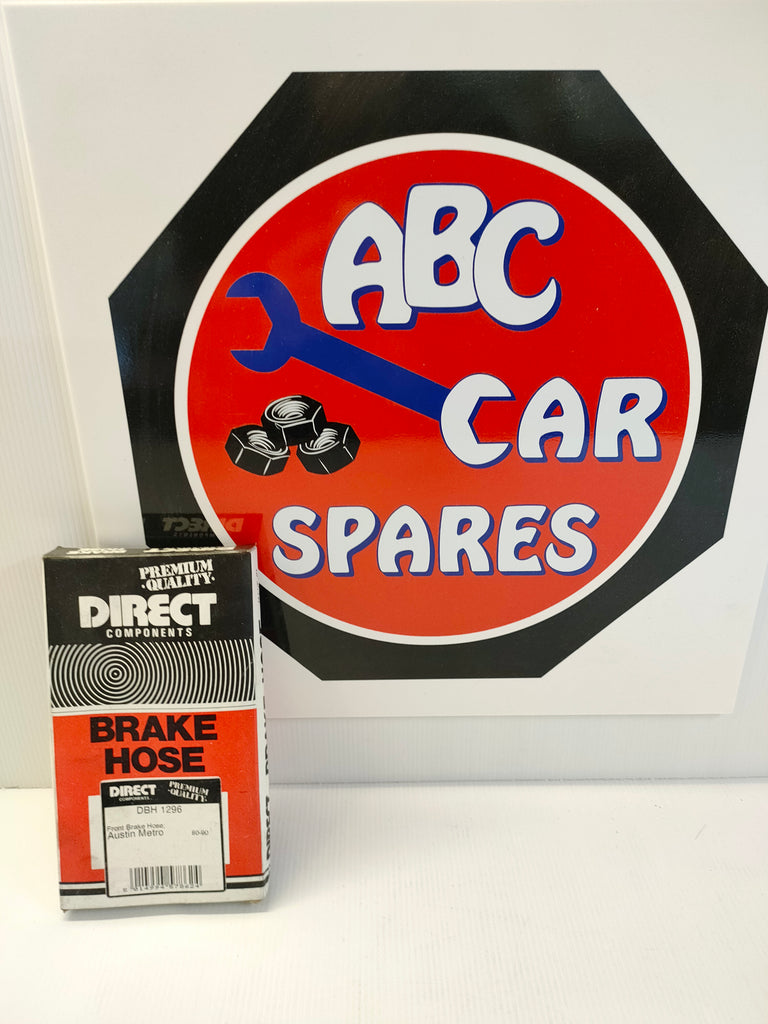 ABC
CAR
SPARES
PREMIUM
·QUALITY·
DIRECT
COMPONENTS
BRAKE
HOSE
DIRECT
COMPONENTS
PREMIUM
·QUALITY·
DBH 1296
Front Brake Hose
Austin Metro 80-90